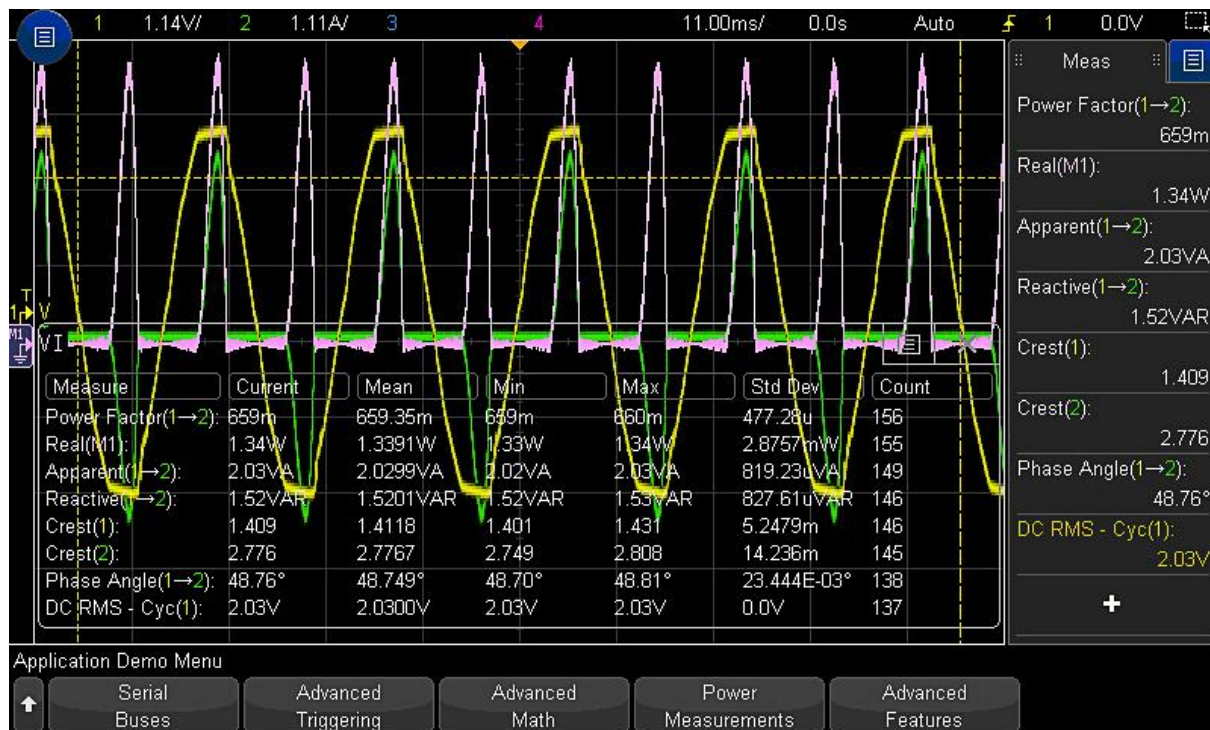 1 1.14V/ 2 1.11A/ 3 4 11.00ms/ 0.0s Auto 1 0.0V
Meas
Power Factor(1→2):
659m
Real(M1):
1.34W
Apparent(1→2):
2.03VA
Reactive(1→2):
1.52VAR
Crest(1):
1.409
Crest(2):
2.776
Phase Angle(1→2):
48.76°
DC RMS - Cyc(1):
2.03V
+
T
1 V
M1 VI
Measure Current Mean Min Max Std Dev Count
Power Factor(1→2): 659m 659.35m 659m 660m 477.28u 156
Real(M1): 1.34W 1.3391W 1.33W 1.34W 2.8757mW 155
Apparent(1→2): 2.03VA 2.0299VA 2.02VA 2.03VA 819.23uVA 149
Reactive(1→2): 1.52VAR 1.5201VAR 1.52VAR 1.53VAR 827.61uVAR 146
Crest(1): 1.409 1.4118 1.401 1.431 5.2479m 146
Crest(2): 2.776 2.7767 2.749 2.808 14.236m 145
Phase Angle(1→2): 48.76° 48.749° 48.70° 48.81° 23.444E-03° 138
DC RMS - Cyc(1): 2.03V 2.0300V 2.03V 2.03V 0.0V 137
Application Demo Menu
Serial
Buses
Advanced
Triggering
Advanced
Math
Power
Measurements
Advanced
Features